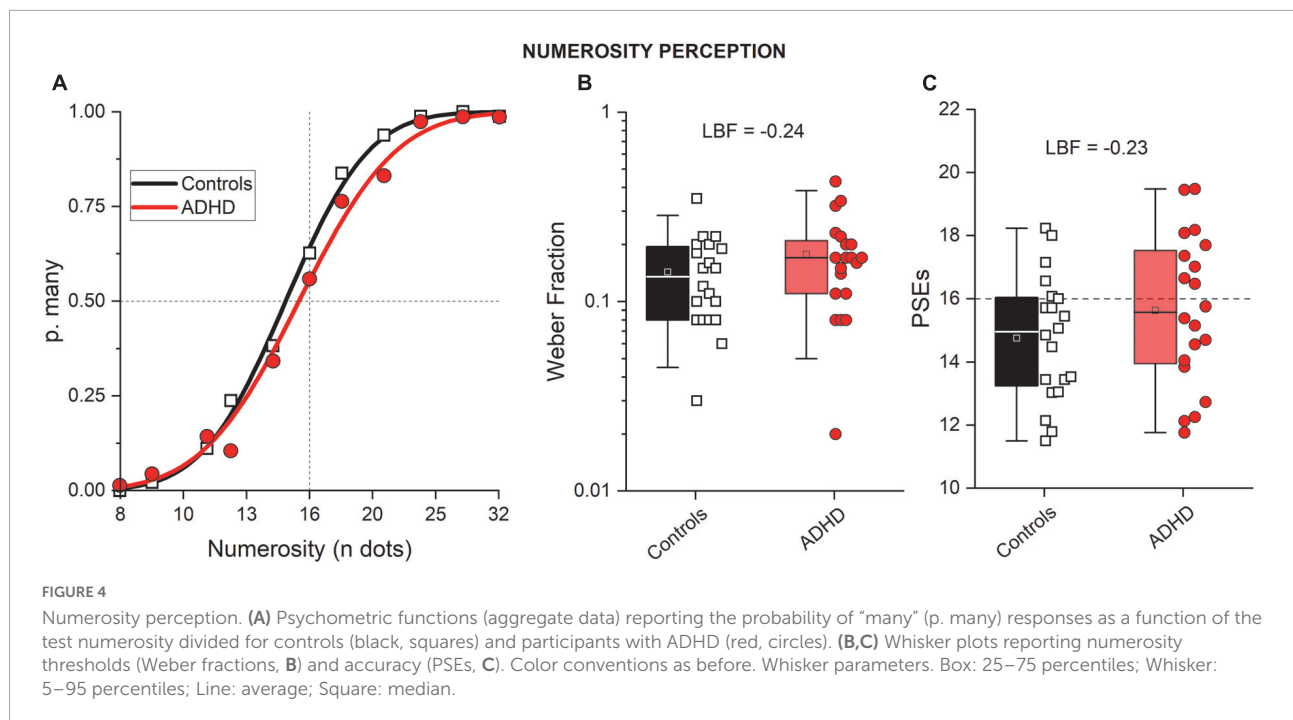 NUMEROSITY PERCEPTION
A
B
C
1.00
0.75
0.50
0.25
0.00
p. many
Controls
ADHD
8
10
13
16
20
25
32
Numerosity (n dots)
1
0.1
0.01
Weber Fraction
LBF = -0.24
Controls
ADHD
22
20
18
16
14
12
10
PSEs
LBF = -0.23
Controls
ADHD
FIGURE 4
Numerosity perception. (A) Psychometric functions (aggregate data) reporting the probability of “many” (p. many) responses as a function of the
test numerosity divided for controls (black, squares) and participants with ADHD (red, circles). (B,C) Whisker plots reporting numerosity
thresholds (Weber fractions, B) and accuracy (PSEs, C). Color conventions as before. Whisker parameters. Box: 25–75 percentiles; Whisker:
5–95 percentiles; Line: average; Square: median.